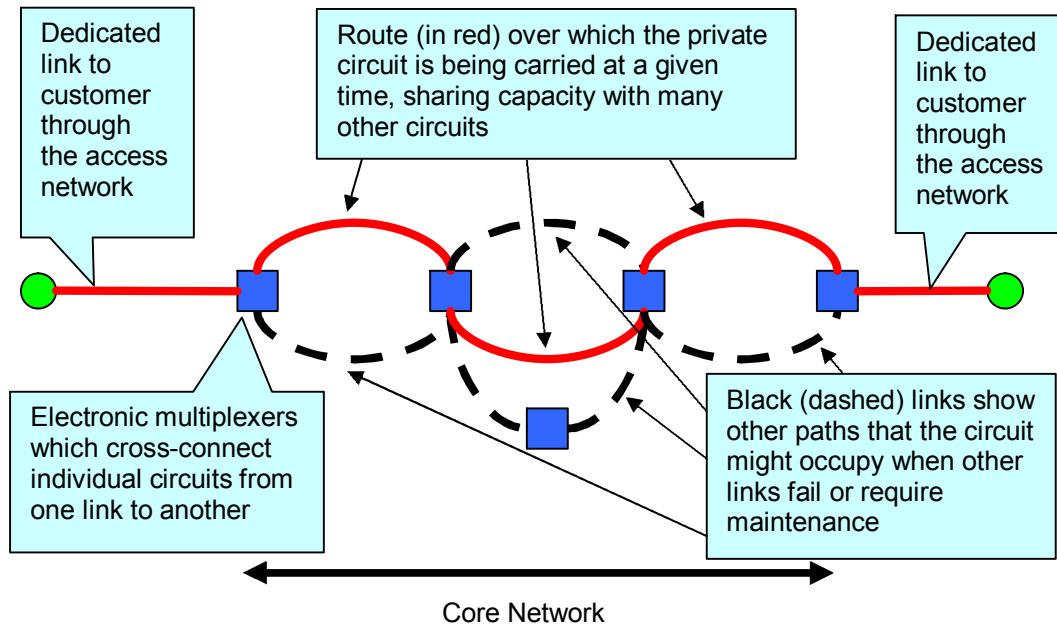 Dedicated
link to
customer
through
the access
network
Route (in red) over which the private
circuit is being carried at a given
time, sharing capacity with many
other circuits
Dedicated
link to
customer
through
the access
network
Electronic multiplexers
which cross-connect
individual circuits from
one link to another
Black (dashed) links show
other paths that the circuit
might occupy when other
links fail or require
maintenance
Core Network